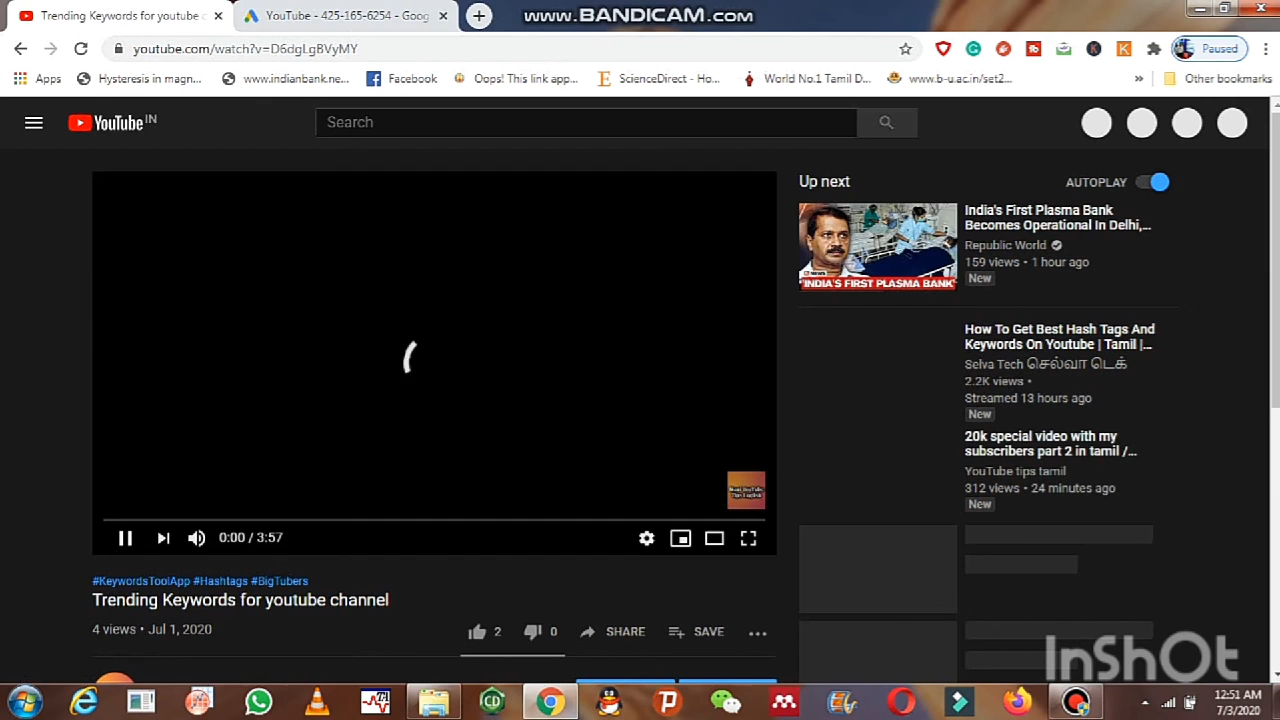 Trending Keywords for youtube c
YouTube - 425-165-6254 - Goog
WWW.BANDICAM.COM
youtube.com/watch?v=D6dgLgBVyMY
Paused
Apps
Hysteresis in magn...
www.indianbank.ne...
Facebook
Oops! This link app...
ScienceDirect - Ho...
World No.1 Tamil D...
www.b-u.ac.in/set2...
»
Other bookmarks
YouTube IN
Search
Up next
AUTOPLAY
India's First Plasma Bank
Becomes Operational In Delhi,...
Republic World
159 views • 1 hour ago
New
NEWS
'INDIA'S FIRST PLASMA BANK'
How To Get Best Hash Tags And
Keywords On Youtube | Tamil |...
Selva Tech செல்வா டெக்
2.2K views •
Streamed 13 hours ago
New
20k special video with my
subscribers part 2 in tamil /...
YouTube tips tamil
312 views • 24 minutes ago
New
0:00 / 3:57
#KeywordsToolApp #Hashtags #BigTubers
Trending Keywords for youtube channel
4 views • Jul 1, 2020
2
0
SHARE
SAVE
InShOt
12:51 AM
7/3/2020